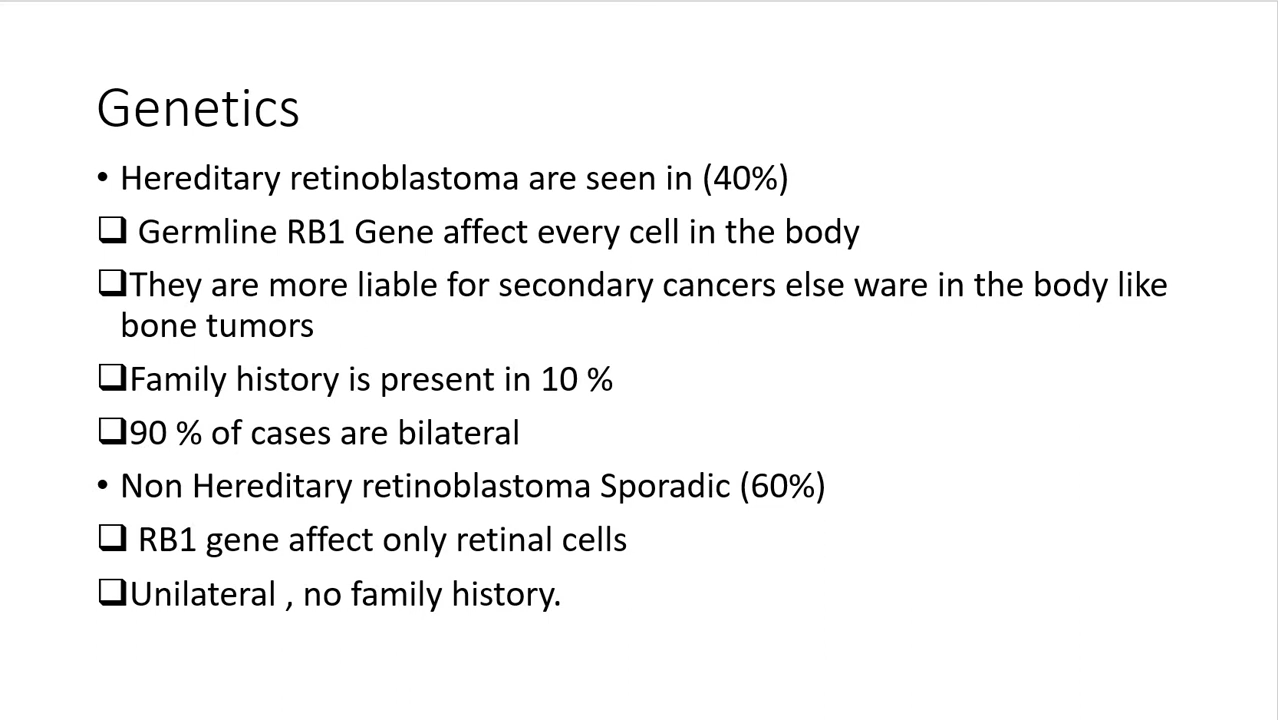 Genetics
• Hereditary retinoblastoma are seen in (40%)
❑ Germline RB1 Gene affect every cell in the body
❑They are more liable for secondary cancers else ware in the body like
bone tumors
❑Family history is present in 10 %
❑90 % of cases are bilateral
• Non Hereditary retinoblastoma Sporadic (60%)
❑ RB1 gene affect only retinal cells
❑Unilateral , no family history.